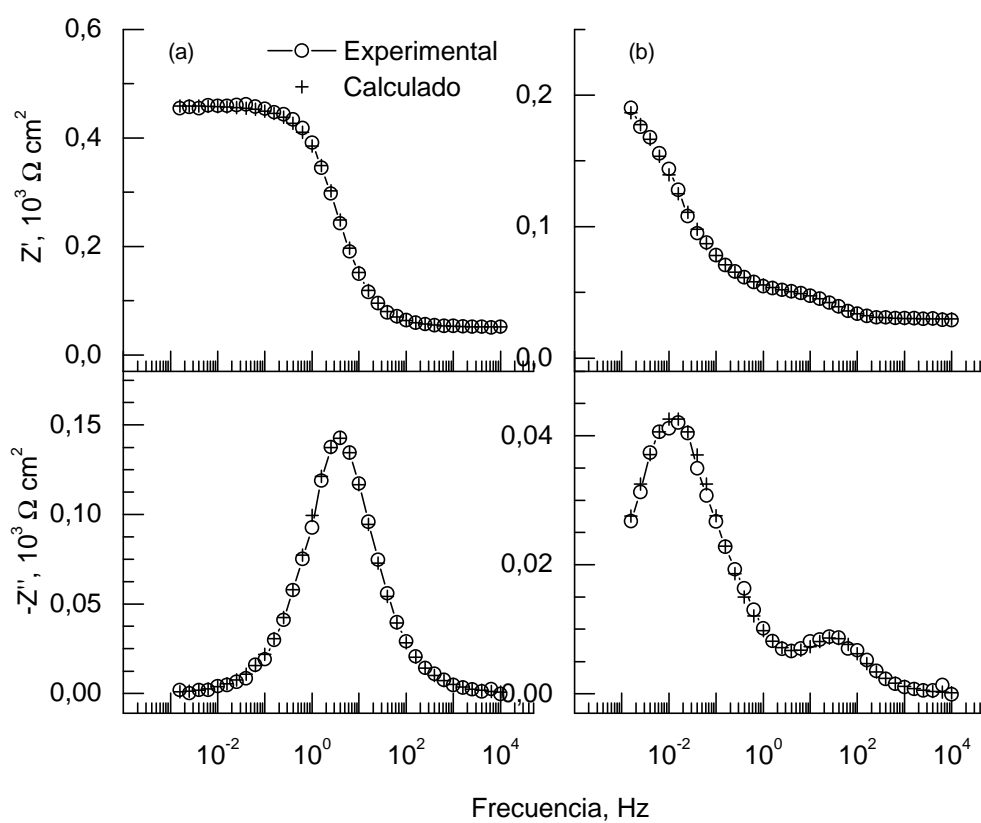 (a)
Experimental
Calculado
(b)
0,6
0,4
0,2
0,0
Z', 10³ Ω cm²
0,2
0,1
0,0
0,15
0,10
0,05
0,00
-Z'', 10³ Ω cm²
0,04
0,02
0,00
10⁻² 10⁰ 10² 10⁴
10⁻² 10⁰ 10² 10⁴
Frecuencia, Hz